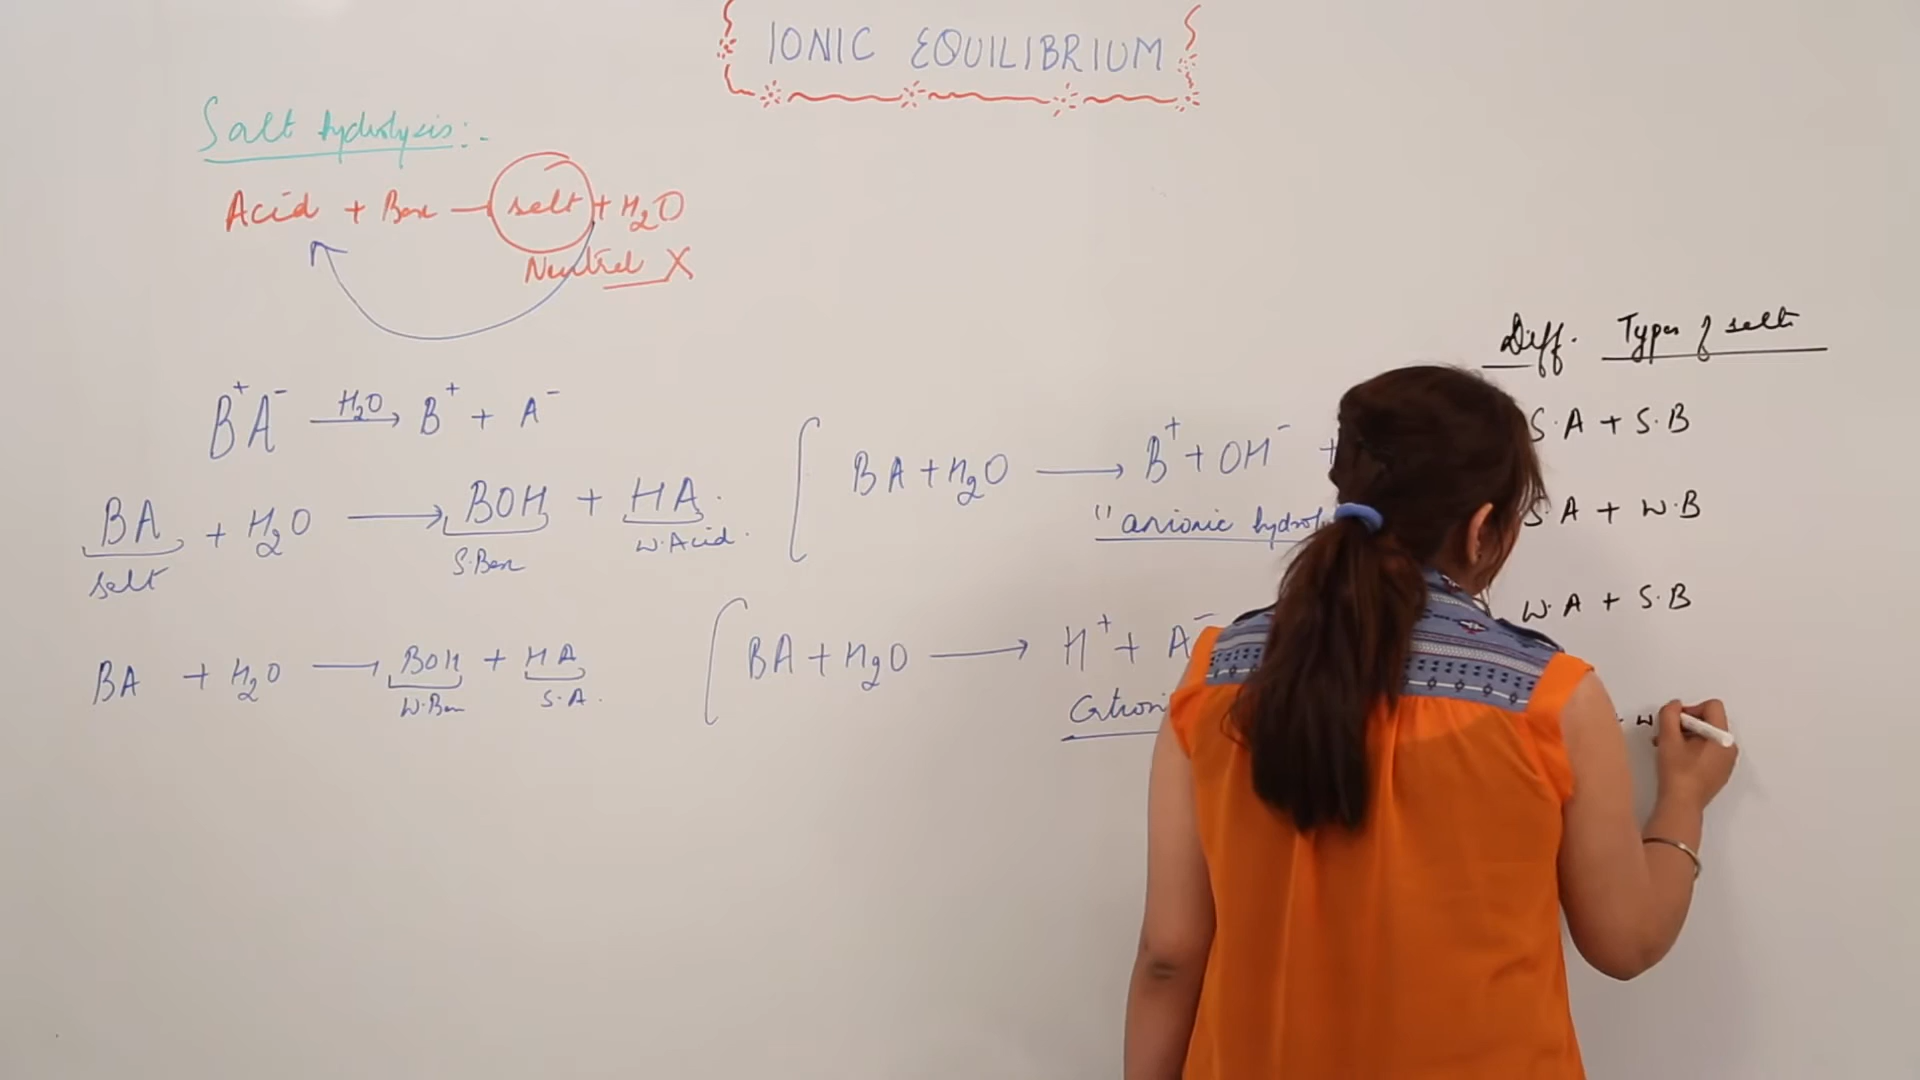 IONIC EQUILIBRIUM
Salt hydrolysis:-
Acid + Base — salt + H2O
Neutral X
B⁺A⁻ —H2O→ B⁺ + A⁻
BA + H2O → BOH + HA.
salt S.Base W.Acid.
BA + H2O → BOH + HA
W.Base S.A.
BA + H2O → B⁺ + OH⁻ +
"anionic
BA + H2O → H⁺ + A⁻
Diff. Types of salts
S.A + S.B
S.A + W.B
W.A + S.B
W